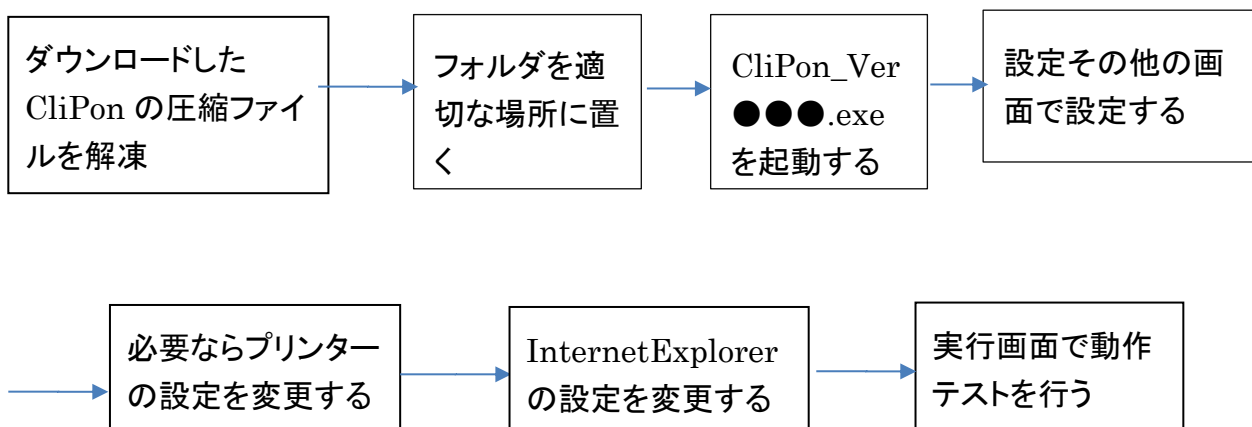 ダウンロードした
CliPon の圧縮ファイ
ルを解凍
フォルダを適
切な場所に置
く
CliPon_Ver
●●●.exe
を起動する
設定その他の画
面で設定する
必要ならプリンター
の設定を変更する
InternetExplorer
の設定を変更する
実行画面で動作
テストを行う